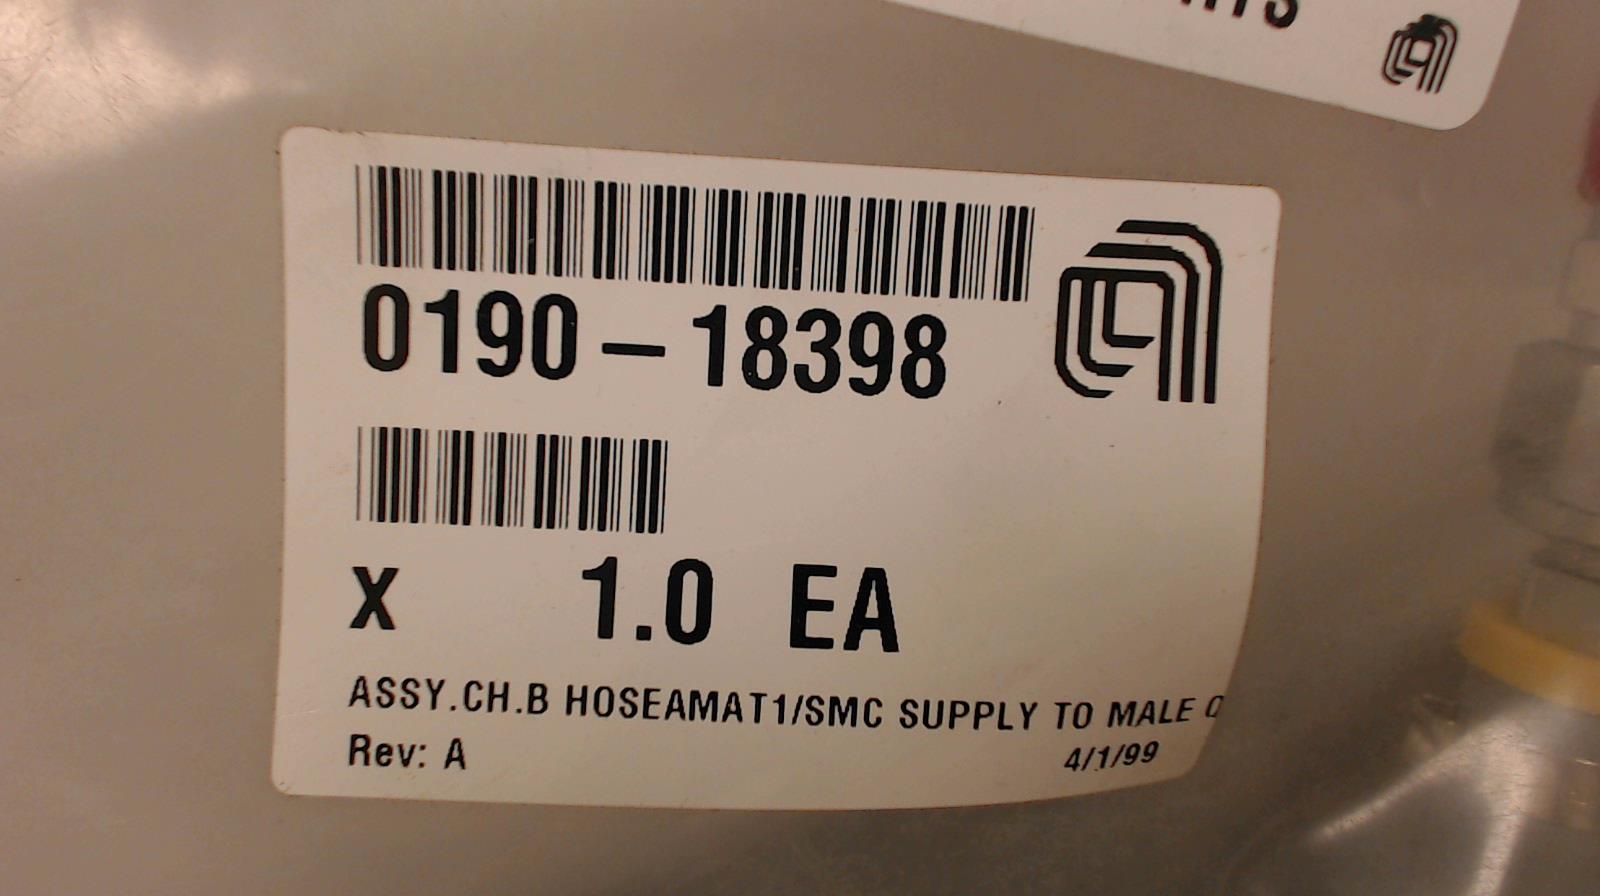 0190-18398
X 1.0 EA
ASSY.CH.B HOSEAMAT1/SMC SUPPLY TO MALE
Rev: A 4/1/99